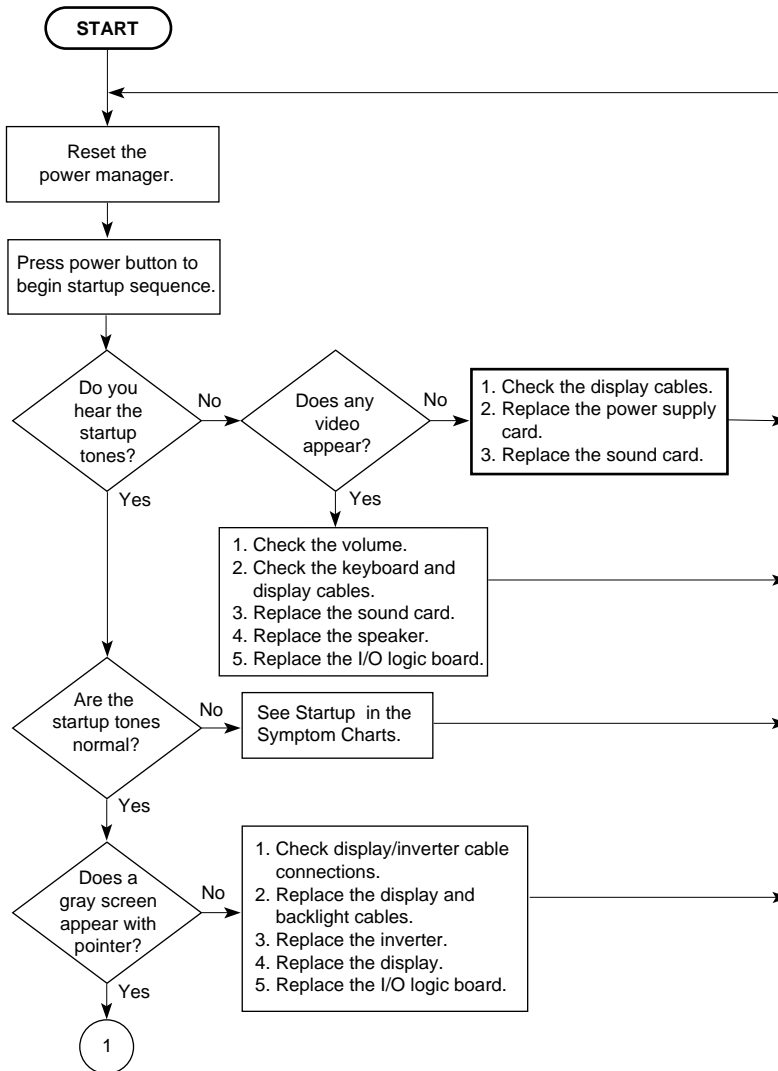 START
Reset the
power manager.
Press power button to
begin startup sequence.
Do you
hear the
startup
tones?
No
Does any
video
appear?
No
1. Check the display cables.
2. Replace the power supply
card.
3. Replace the sound card.
Yes
Yes
1. Check the volume.
2. Check the keyboard and
display cables.
3. Replace the sound card.
4. Replace the speaker.
5. Replace the I/O logic board.
Are the
startup tones
normal?
No
See Startup in the
Symptom Charts.
Yes
Does a
gray screen
appear with
pointer?
No
1. Check display/inverter cable
connections.
2. Replace the display and
backlight cables.
3. Replace the inverter.
4. Replace the display.
5. Replace the I/O logic board.
Yes
1